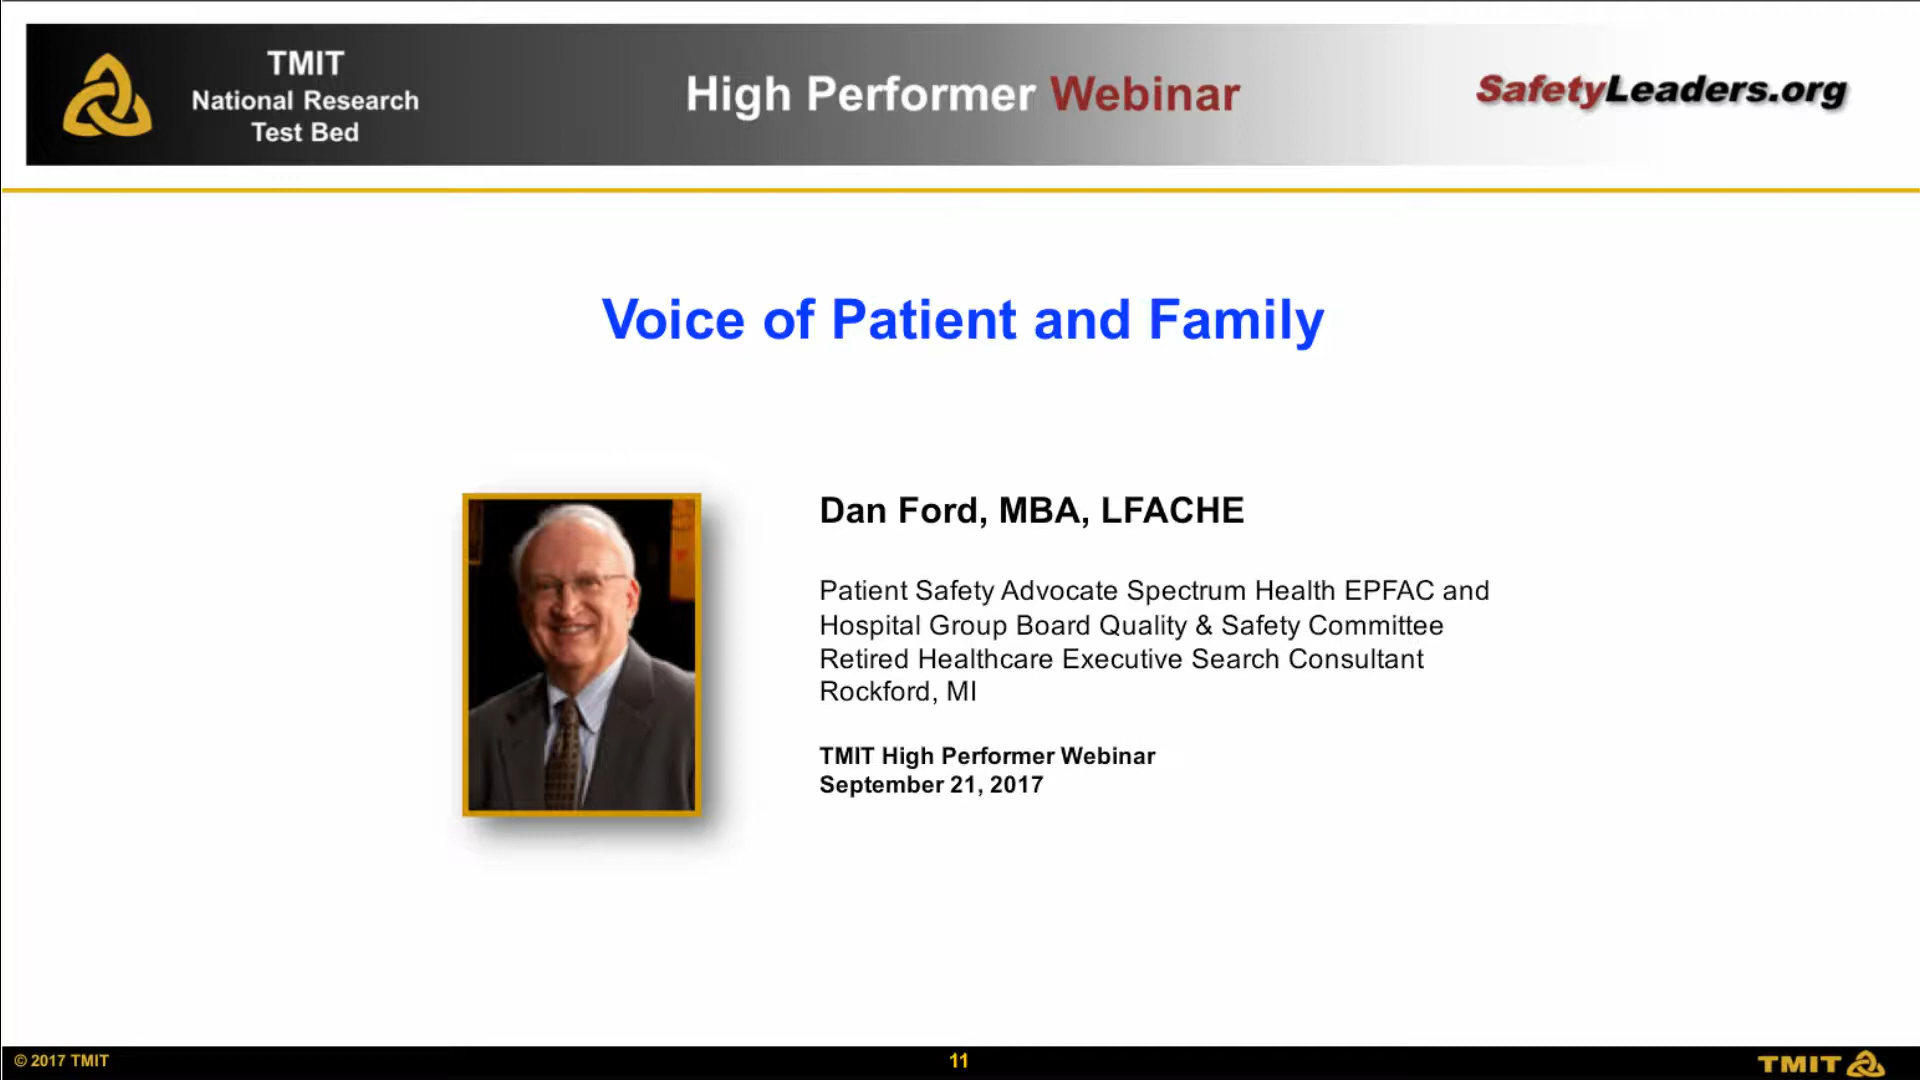 TMIT
National Research
Test Bed
High Performer Webinar
SafetyLeaders.org
Voice of Patient and Family
Dan Ford, MBA, LFACHE
Patient Safety Advocate Spectrum Health EPFAC and
Hospital Group Board Quality & Safety Committee
Retired Healthcare Executive Search Consultant
Rockford, MI
TMIT High Performer Webinar
September 21, 2017
© 2017 TMIT
11
TMIT